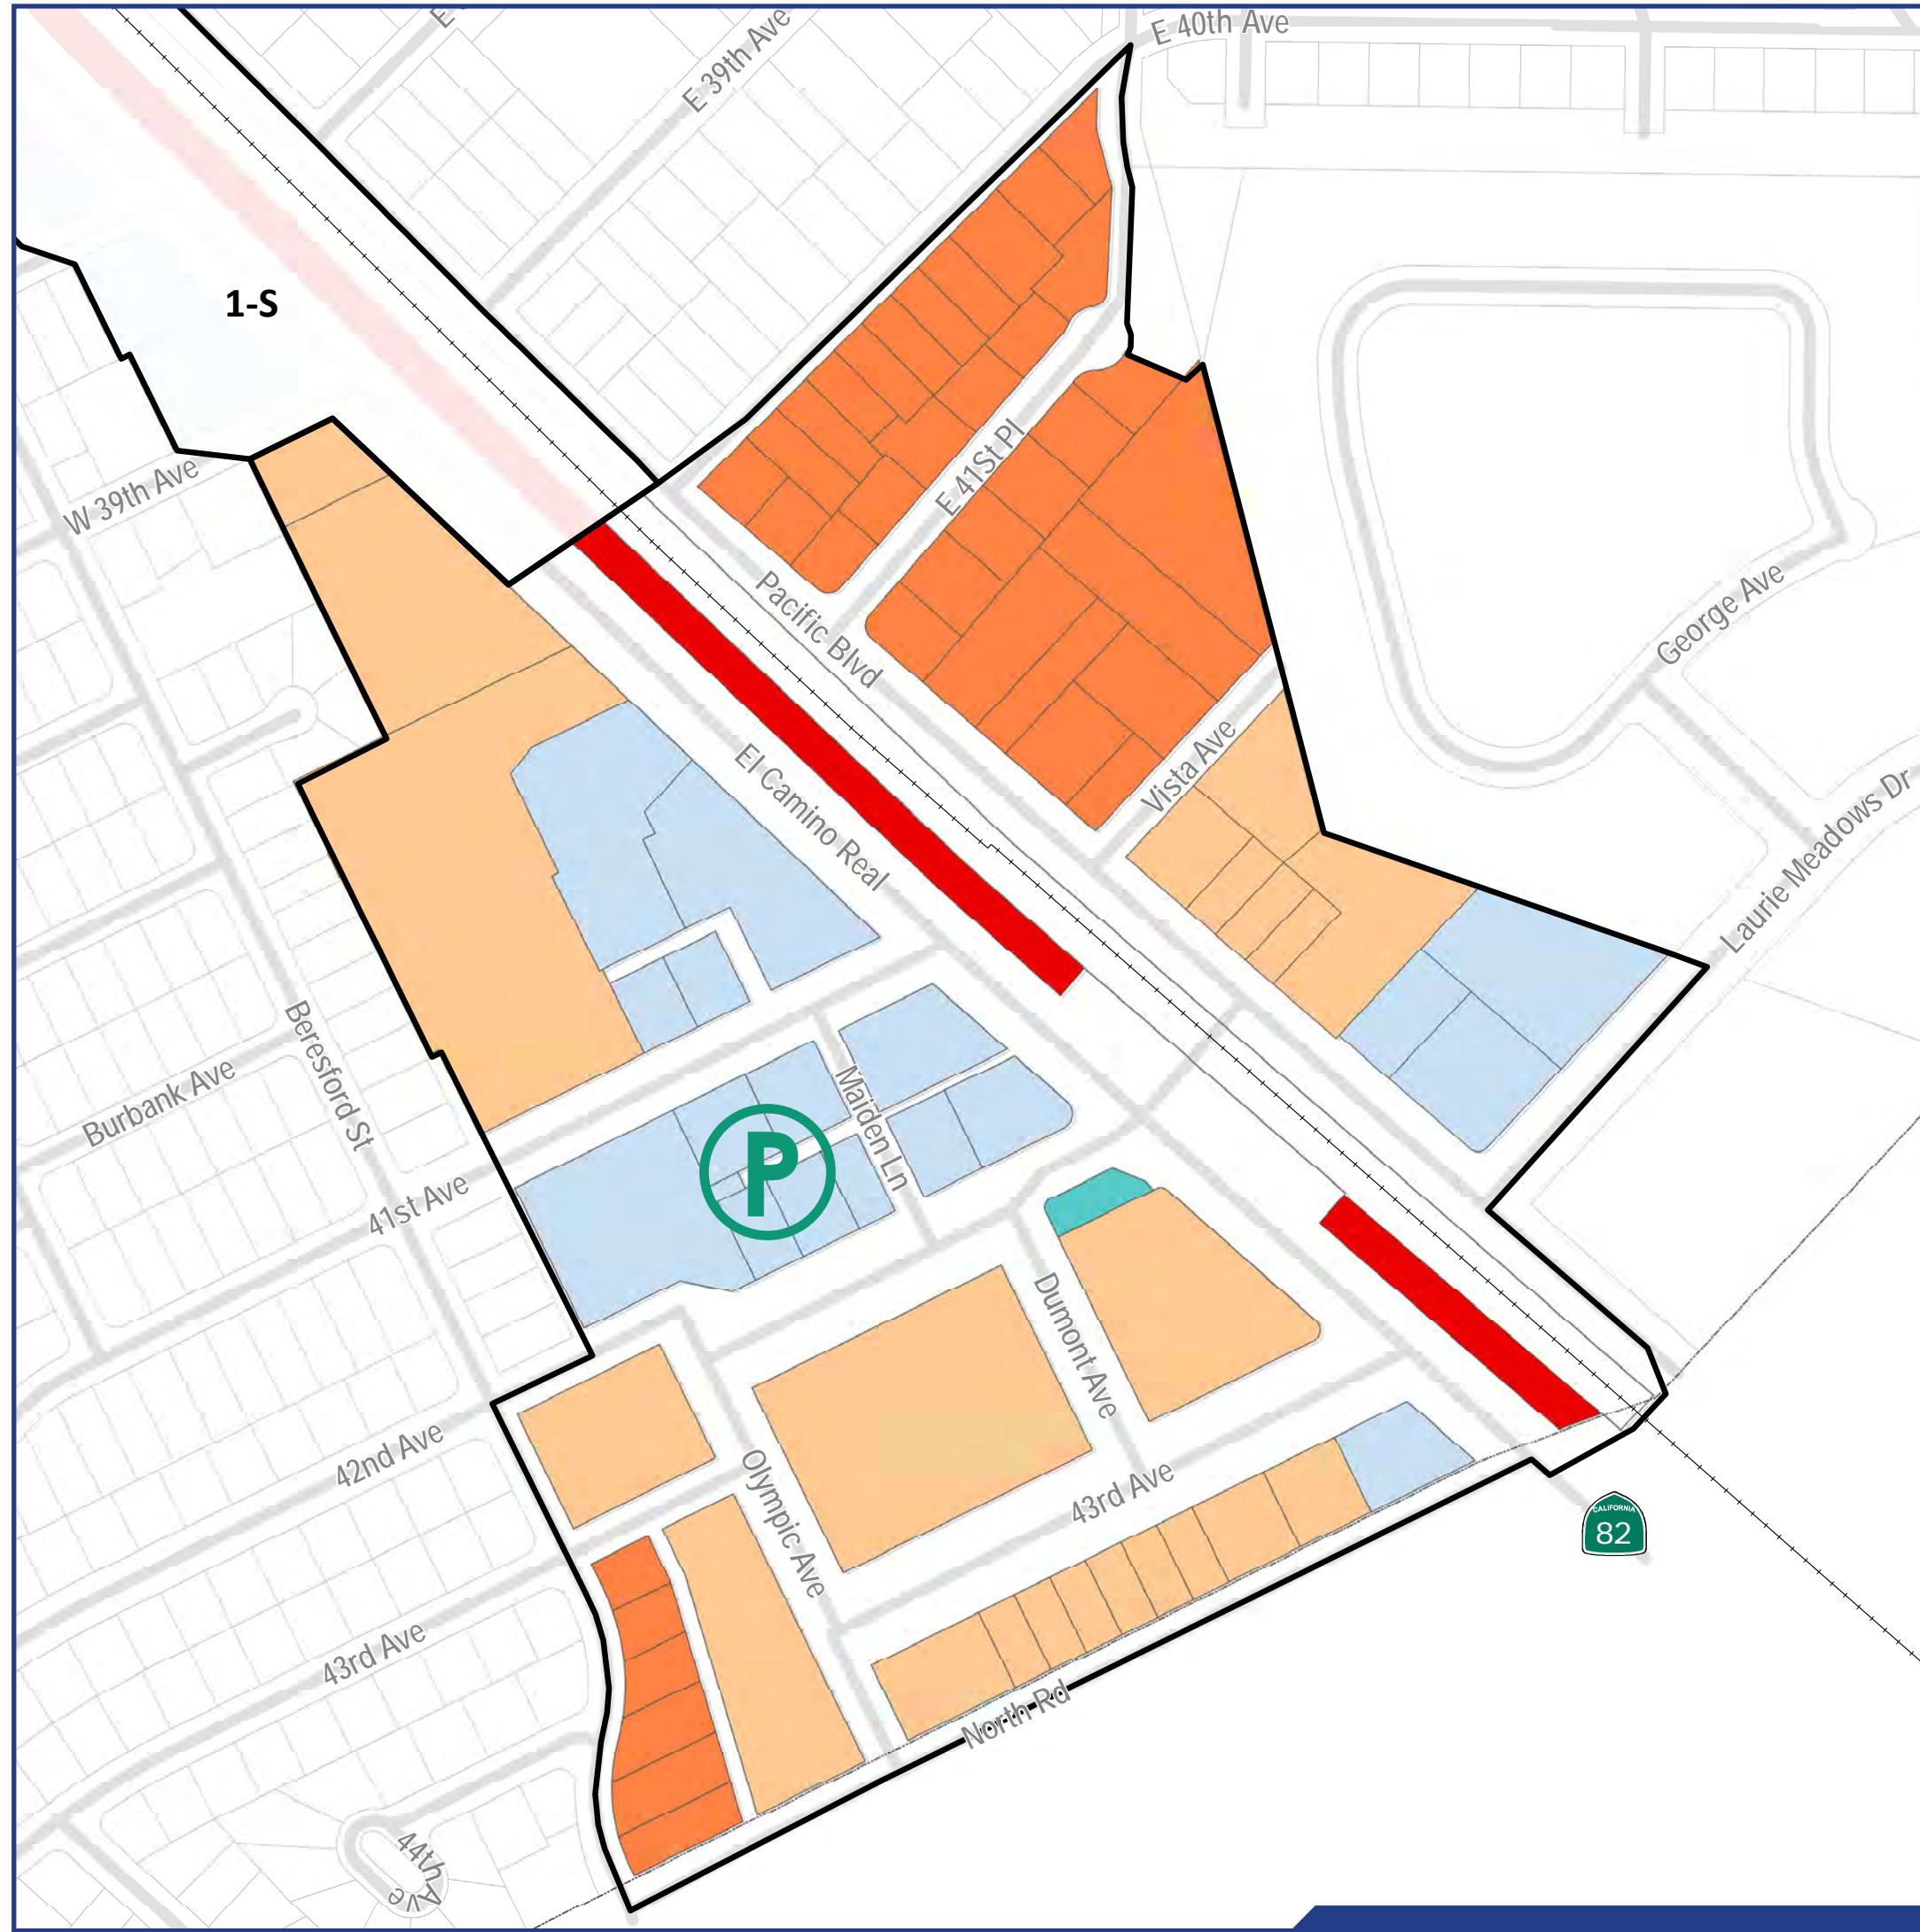 E
E 39th Ave
E 40th Ave
1-S
W 39th Ave
E 41St Pl
Pacific Blvd
George Ave
Vista Ave
El Camino Real
Laurie Meadows Dr
Beresford St
Burbank Ave
Maiden Ln
P
41st Ave
Dumont Ave
42nd Ave
Olympic Ave
43rd Ave
CALIFORNIA
82
43rd Ave
North Rd
44th
Ave